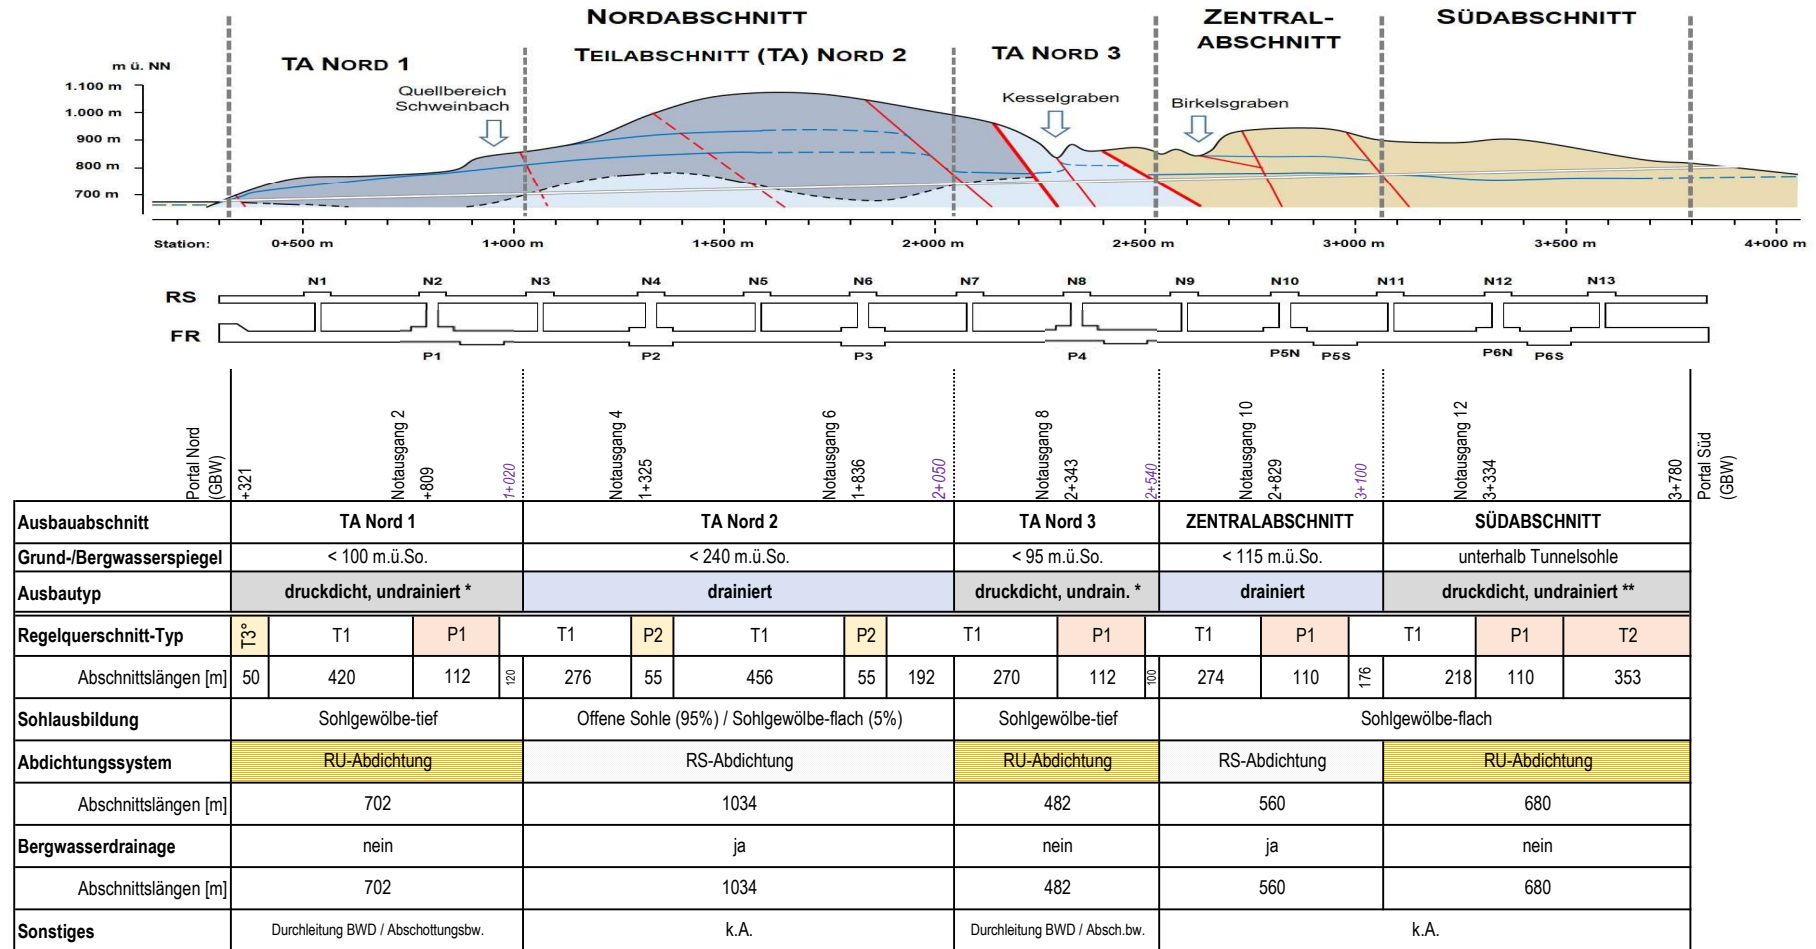 NORDABSCHNITT
ZENTRAL-
ABSCHNITT
SÜDABSCHNITT
TA NORD 1
TEILABSCHNITT (TA) NORD 2
TA NORD 3
m ü. NN
1.100 m
1.000 m
900 m
800 m
700 m
Quellbereich
Schweinbach
Kesselgraben
Birkelsgraben
Station: 0+500 m 1+000 m 1+500 m 2+000 m 2+500 m 3+000 m 3+500 m 4+000 m
N1 N2 N3 N4 N5 N6 N7 N8 N9 N10 N11 N12 N13
RS
FR
P1 P2 P3 P4 P5N P5S P6N P6S
Portal Nord
(GBW)
+321
Notausgang 2
+809
1+020
Notausgang 4
1+325
Notausgang 6
1+836
2+050
Notausgang 8
2+343
2+540
Notausgang 10
2+829
3+100
Notausgang 12
3+334
3+780
Portal Süd
(GBW)
Ausbauabschnitt TA Nord 1 TA Nord 2 TA Nord 3 ZENTRALABSCHNITT SÜDABSCHNITT
Grund-/Bergwasserspiegel < 100 m.ü.So. < 240 m.ü.So. < 95 m.ü.So. < 115 m.ü.So. unterhalb Tunnelsohle
Ausbautyp druckdicht, undrainiert * drainiert druckdicht, undrain. * drainiert druckdicht, undrainiert **
Regelquerschnitt-Typ T3° T1 P1 T1 P2 T1 P2 T1 P1 T1 P1 T1 P1 T2
Abschnittslängen [m] 50 420 112 120 276 55 456 55 192 270 112 100 274 110 176 218 110 353
Sohlausbildung Sohlgewölbe-tief Offene Sohle (95%) / Sohlgewölbe-flach (5%) Sohlgewölbe-tief Sohlgewölbe-flach
Abdichtungssystem RU-Abdichtung RS-Abdichtung RU-Abdichtung RS-Abdichtung RU-Abdichtung
Abschnittslängen [m] 702 1034 482 560 680
Bergwasserdrainage nein ja nein ja nein
Abschnittslängen [m] 702 1034 482 560 680
Sonstiges Durchleitung BWD / Abschottungsbw. k.A. Durchleitung BWD / Absch.bw. k.A.